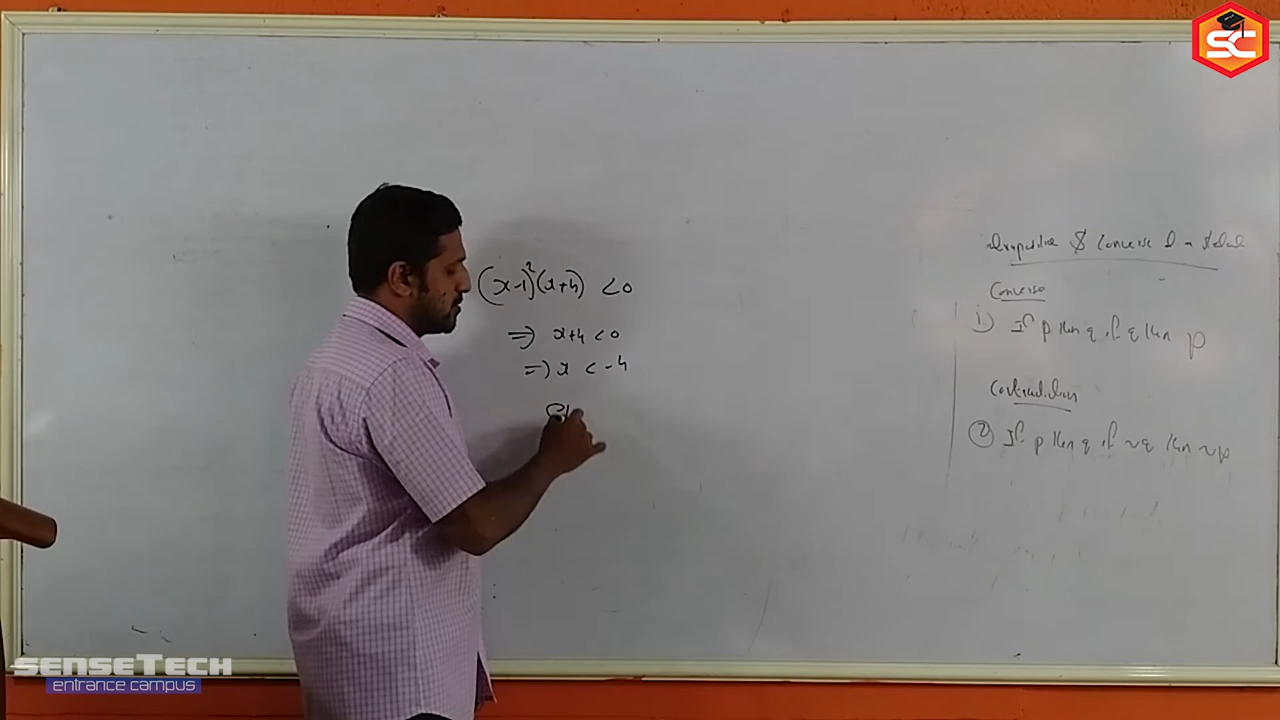 (x-1)²(x+4) <0
=) x+4 <0
=) x < -4
Converse
i) If p then q if q then p
② If p then q if ~q then ~p
SC
SENSETECH
entrance campus